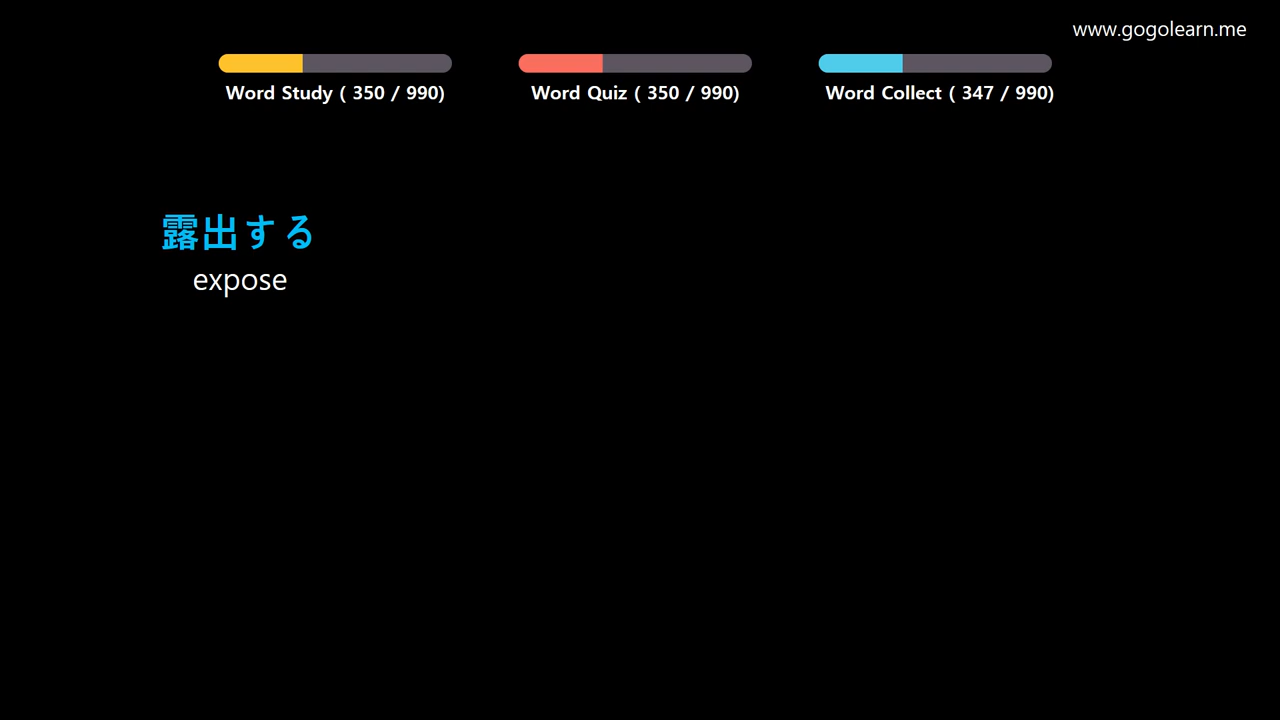 www.gogolearn.me
Word Study ( 350 / 990)
Word Quiz ( 350 / 990)
Word Collect ( 347 / 990)
露出する
expose